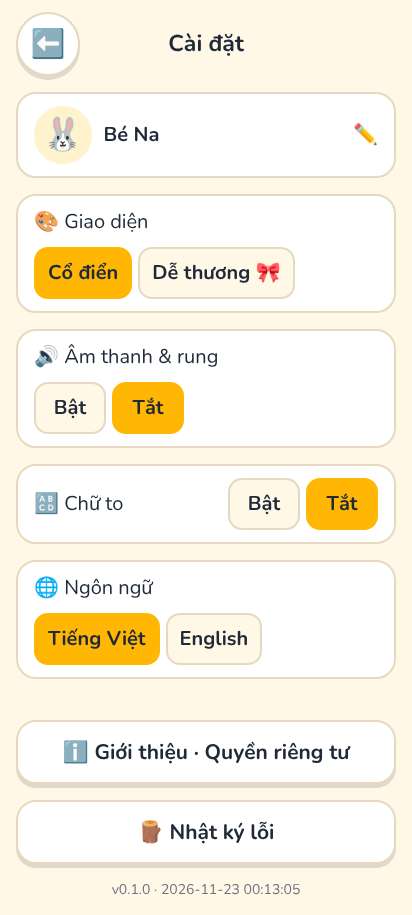 Cài đặt
Bé Na
Giao diện
Cổ điển Dễ thương
Âm thanh & rung
Bật Tắt
Chữ to Bật Tắt
Ngôn ngữ
Tiếng Việt English
Giới thiệu · Quyền riêng tư
Nhật ký lỗi
v0.1.0 · 2026-11-23 00:13:05